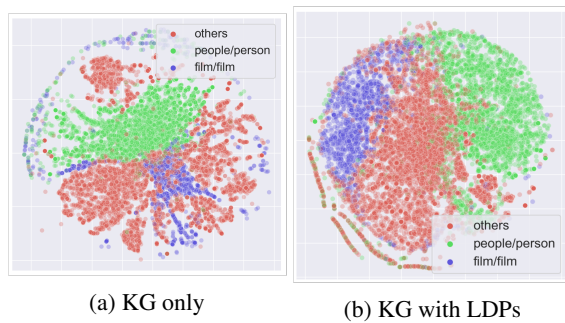 others
people/person
film/film
others
people/person
film/film
(a) KG only
(b) KG with LDPs